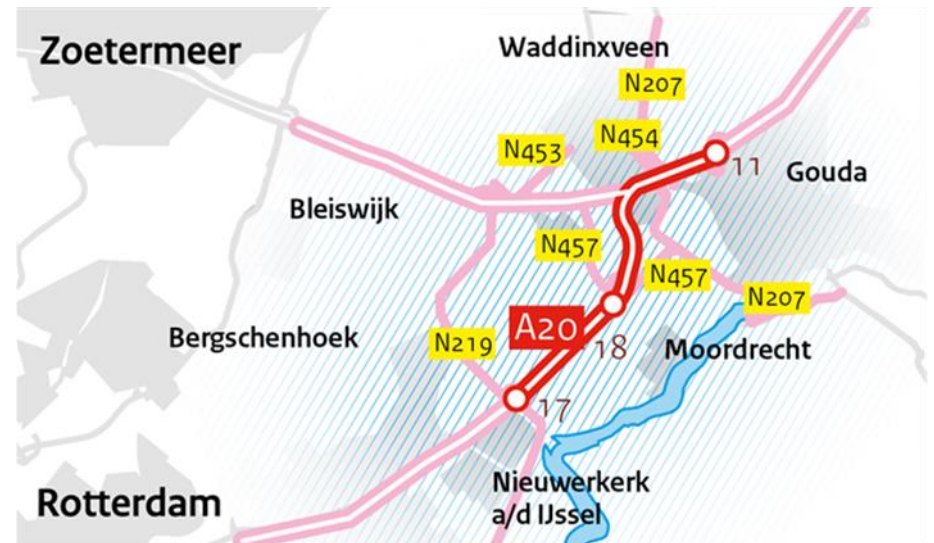 Zoetermeer
Waddinxveen
N207
N454
N453
11
Gouda
Bleiswijk
N457
N457
N207
A20
Bergschenhoek
N219
18
Moordrecht
17
Nieuwerkerk
a/d IJssel
Rotterdam